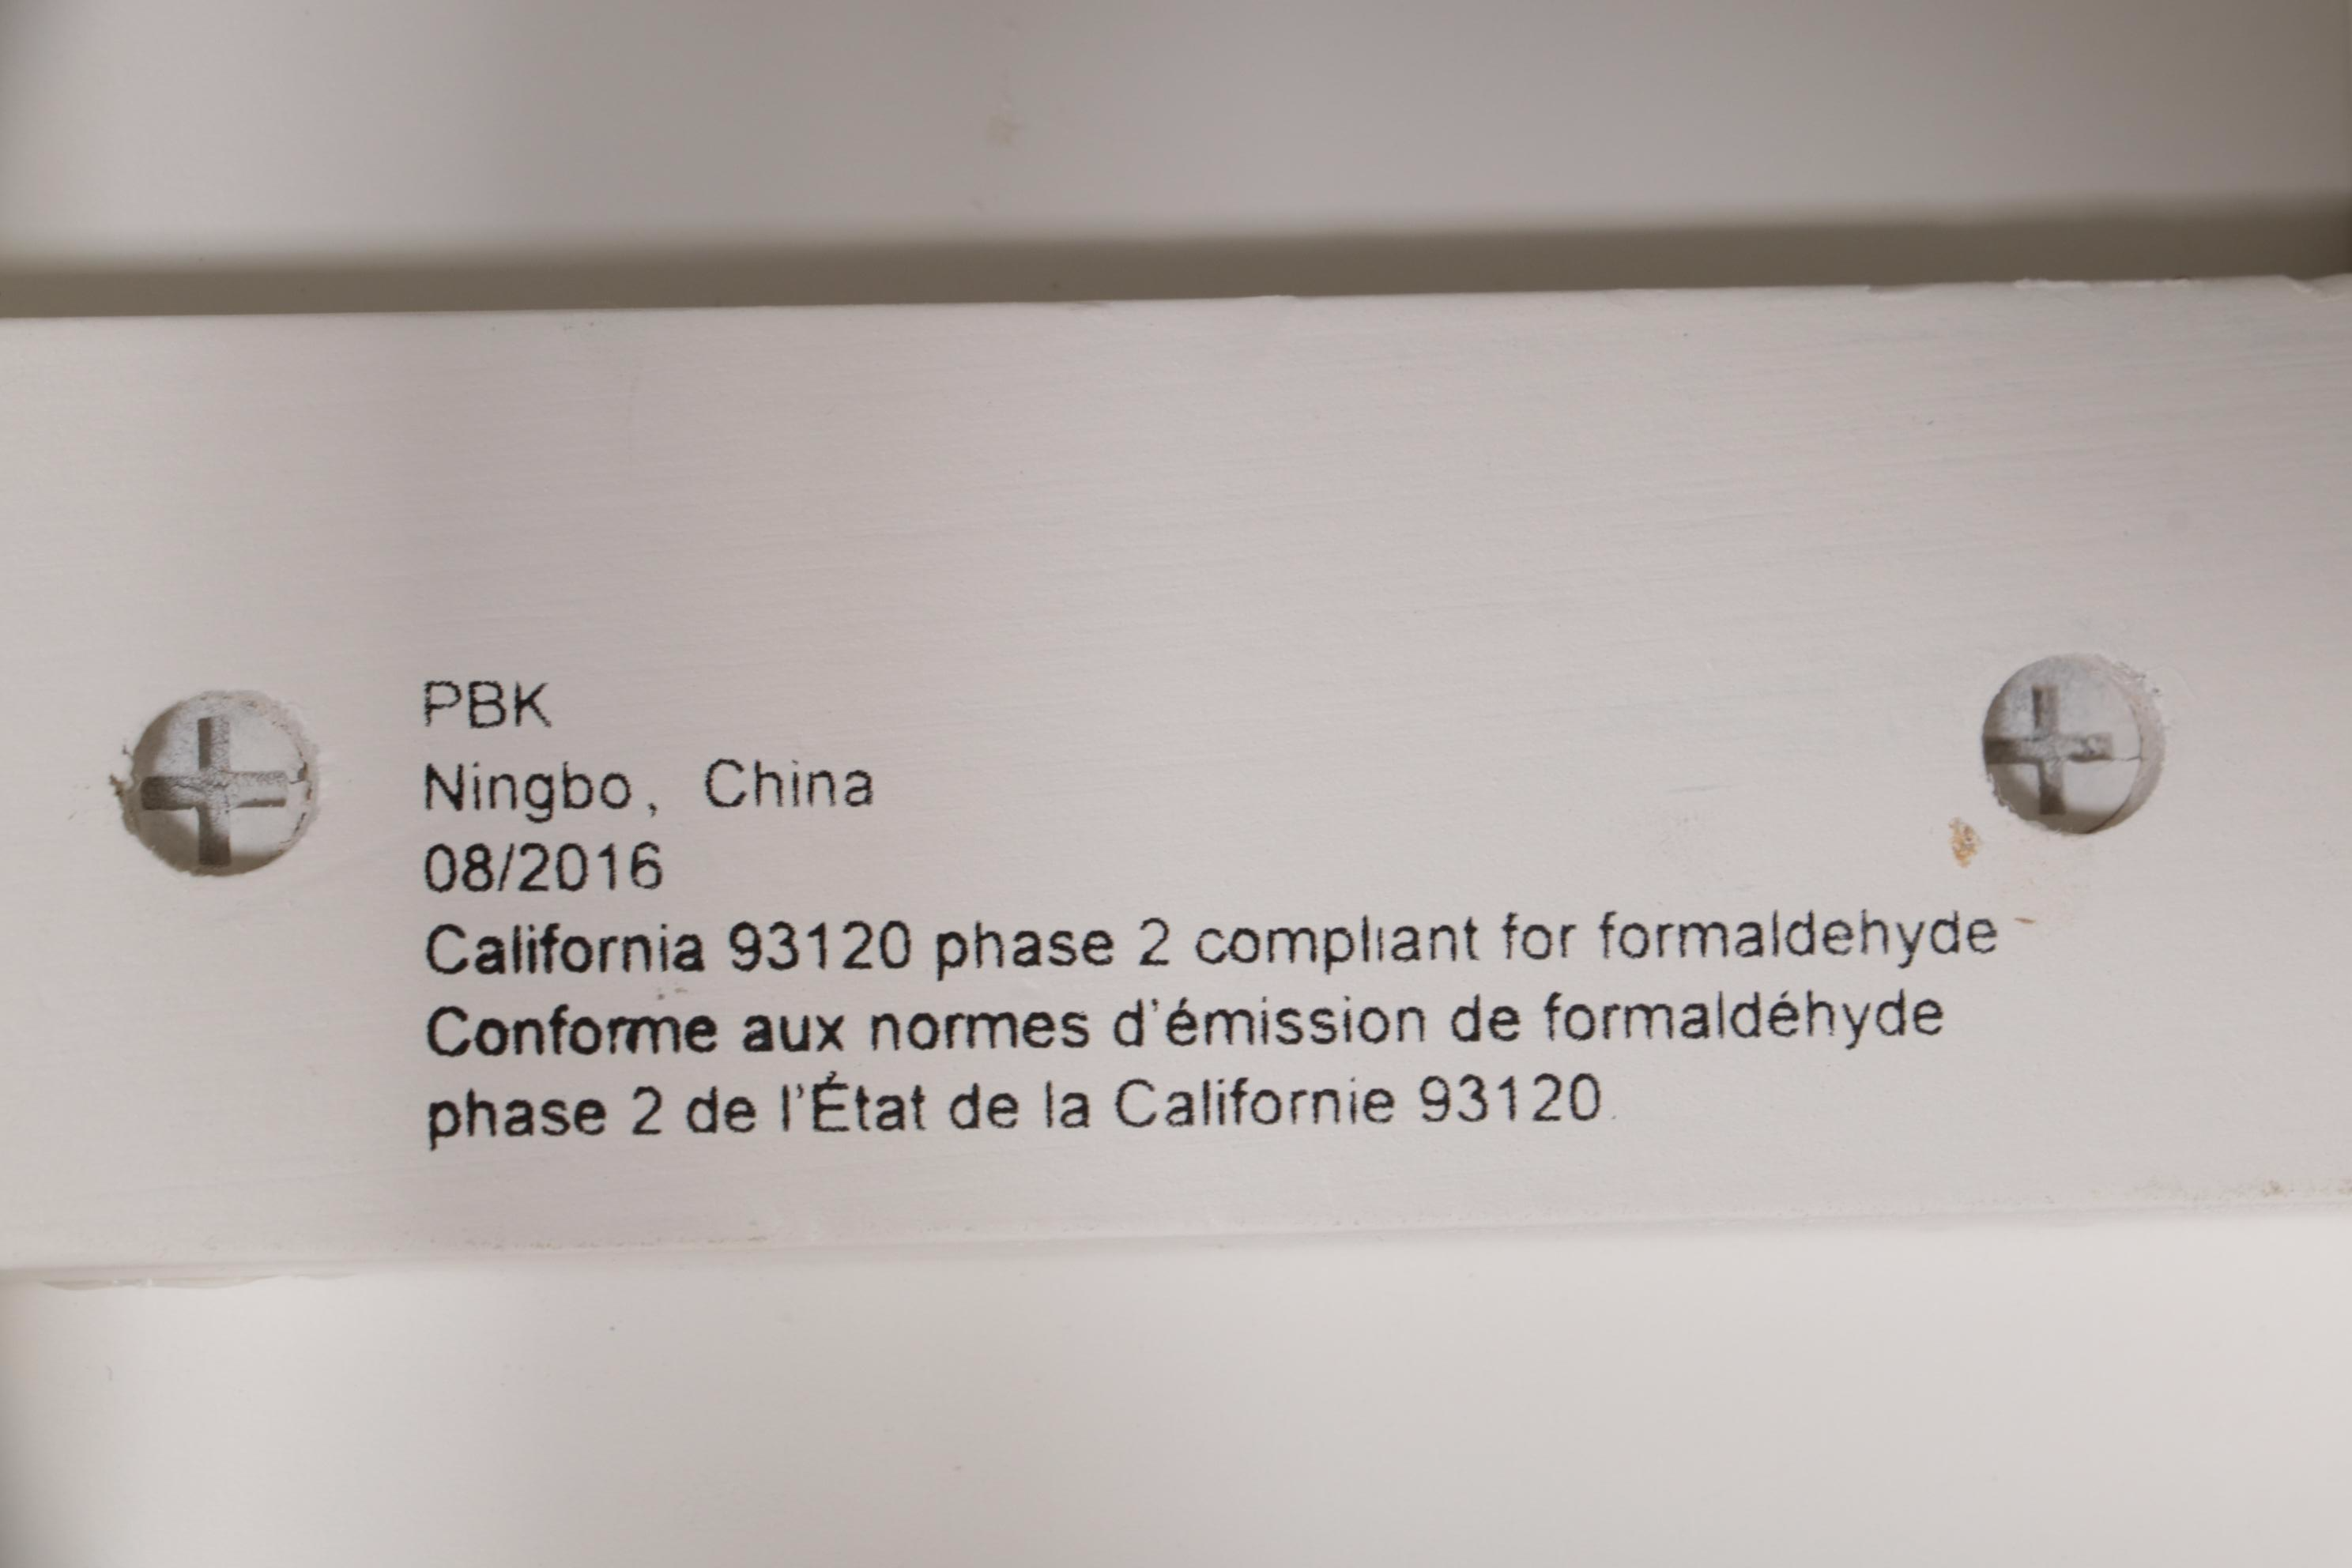 PBK
Ningbo, China
08/2016
California 93120 phase 2 compliant for formaldehyde
Conforme aux normes d'émission de formaldéhyde
phase 2 de l'État de la Californie 93120.